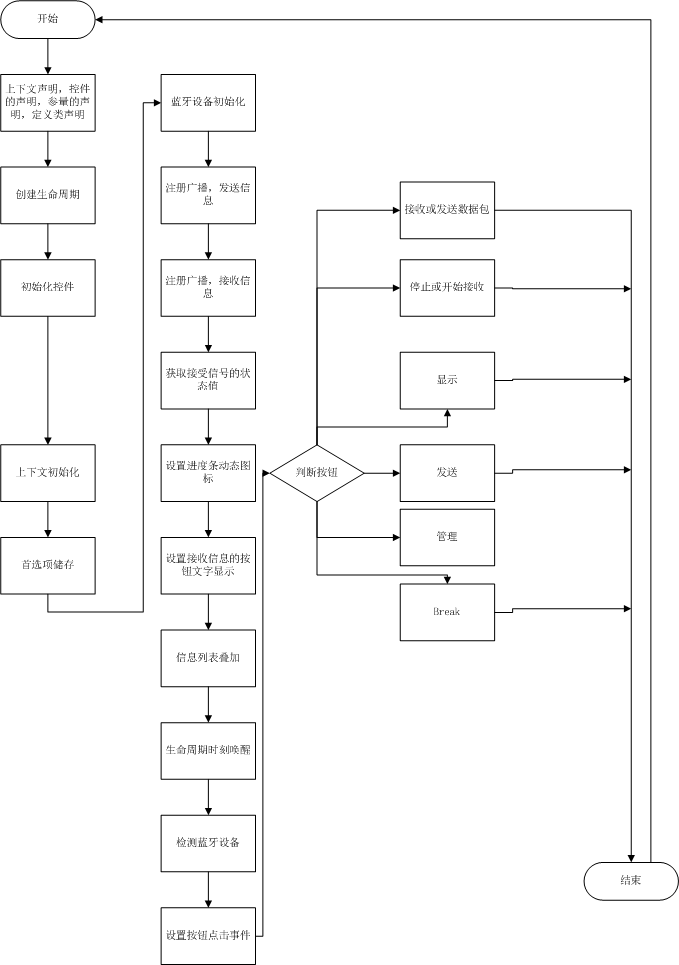 开始
上下文声明，控件
的声明，参量的声
明，定义类声明
创建生命周期
初始化控件
上下文初始化
首选项储存
蓝牙设备初始化
注册广播，发送信
息
注册广播，接收信
息
获取接受信号的状
态值
设置进度条动态图
标
设置接收信息的按
钮文字显示
信息列表叠加
生命周期时刻唤醒
检测蓝牙设备
设置按钮点击事件
判断按钮
接收或发送数据包
停止或开始接收
显示
发送
管理
Break
结束